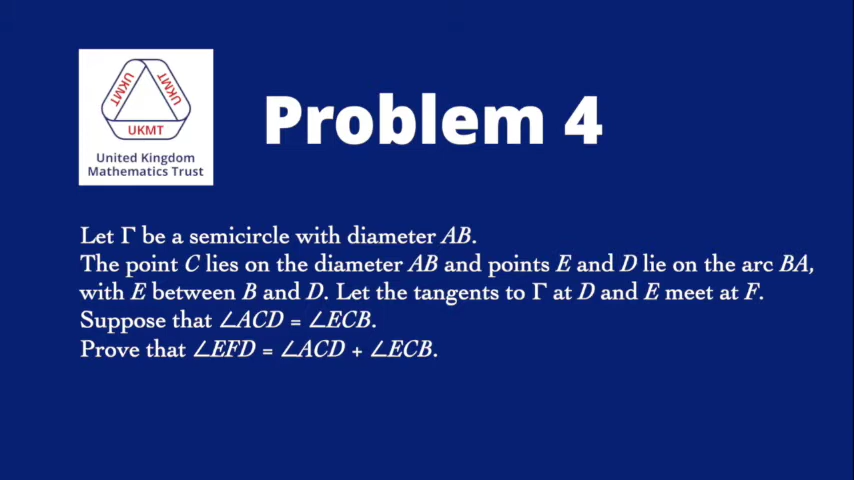 UKMT
UKMT
UKMT
United Kingdom
Mathematics Trust
Problem 4
Let Γ be a semicircle with diameter AB.
The point C lies on the diameter AB and points E and D lie on the arc BA,
with E between B and D. Let the tangents to Γ at D and E meet at F.
Suppose that ∠ACD = ∠ECB.
Prove that ∠EFD = ∠ACD + ∠ECB.